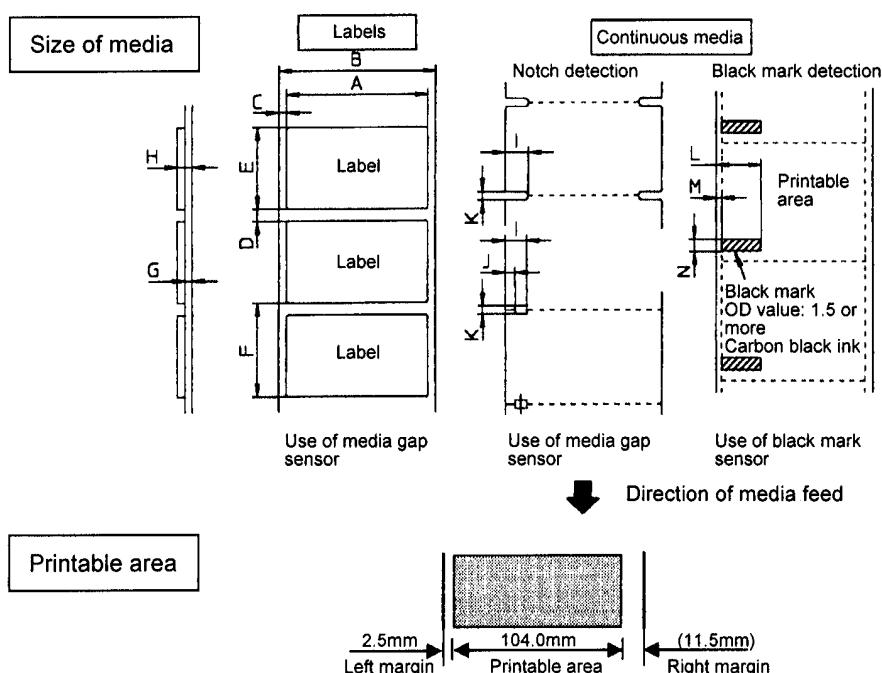 Size of media
Labels
Continuous media
B
A
C
H
E
D
G
F
Label
Label
Label
Use of media gap
sensor
Notch detection
I
K
I
J
K
Use of media gap
sensor
Black mark detection
L
M
N
Printable
area
Black mark
OD value: 1.5 or
more
Carbon black ink
Use of black mark
sensor
Direction of media feed
Printable area
2.5mm
Left margin
104.0mm
Printable area
(11.5mm)
Right margin